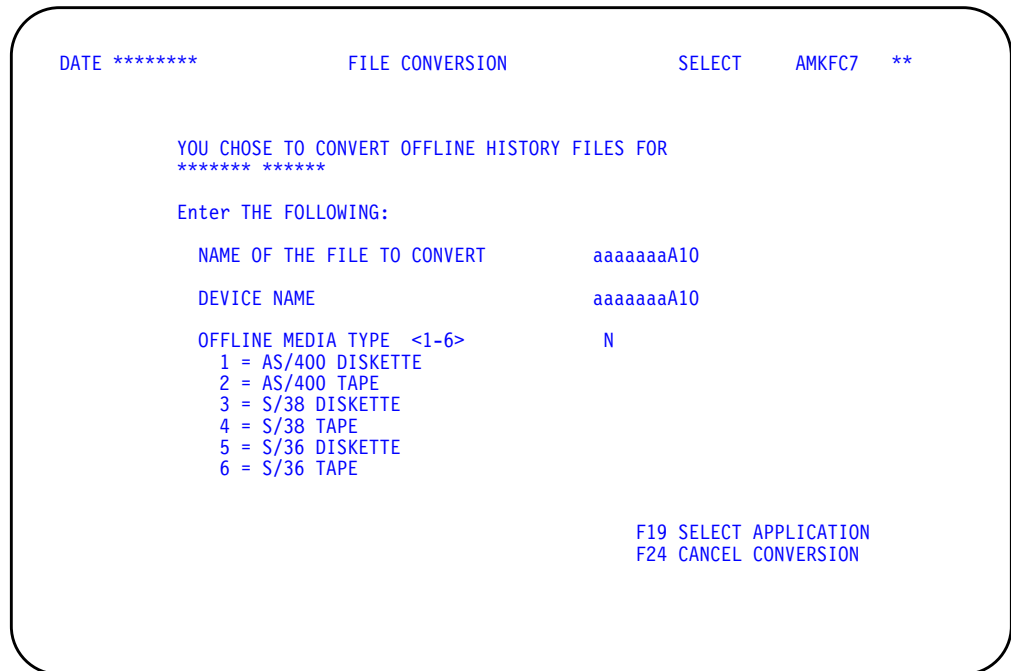 DATE ******** FILE CONVERSION SELECT AMKFC7 **
YOU CHOSE TO CONVERT OFFLINE HISTORY FILES FOR
******* ******
Enter THE FOLLOWING:
NAME OF THE FILE TO CONVERT aaaaaaaA10
DEVICE NAME aaaaaaaA10
OFFLINE MEDIA TYPE <1-6> N
1 = AS/400 DISKETTE
2 = AS/400 TAPE
3 = S/38 DISKETTE
4 = S/38 TAPE
5 = S/36 DISKETTE
6 = S/36 TAPE
F19 SELECT APPLICATION
F24 CANCEL CONVERSION